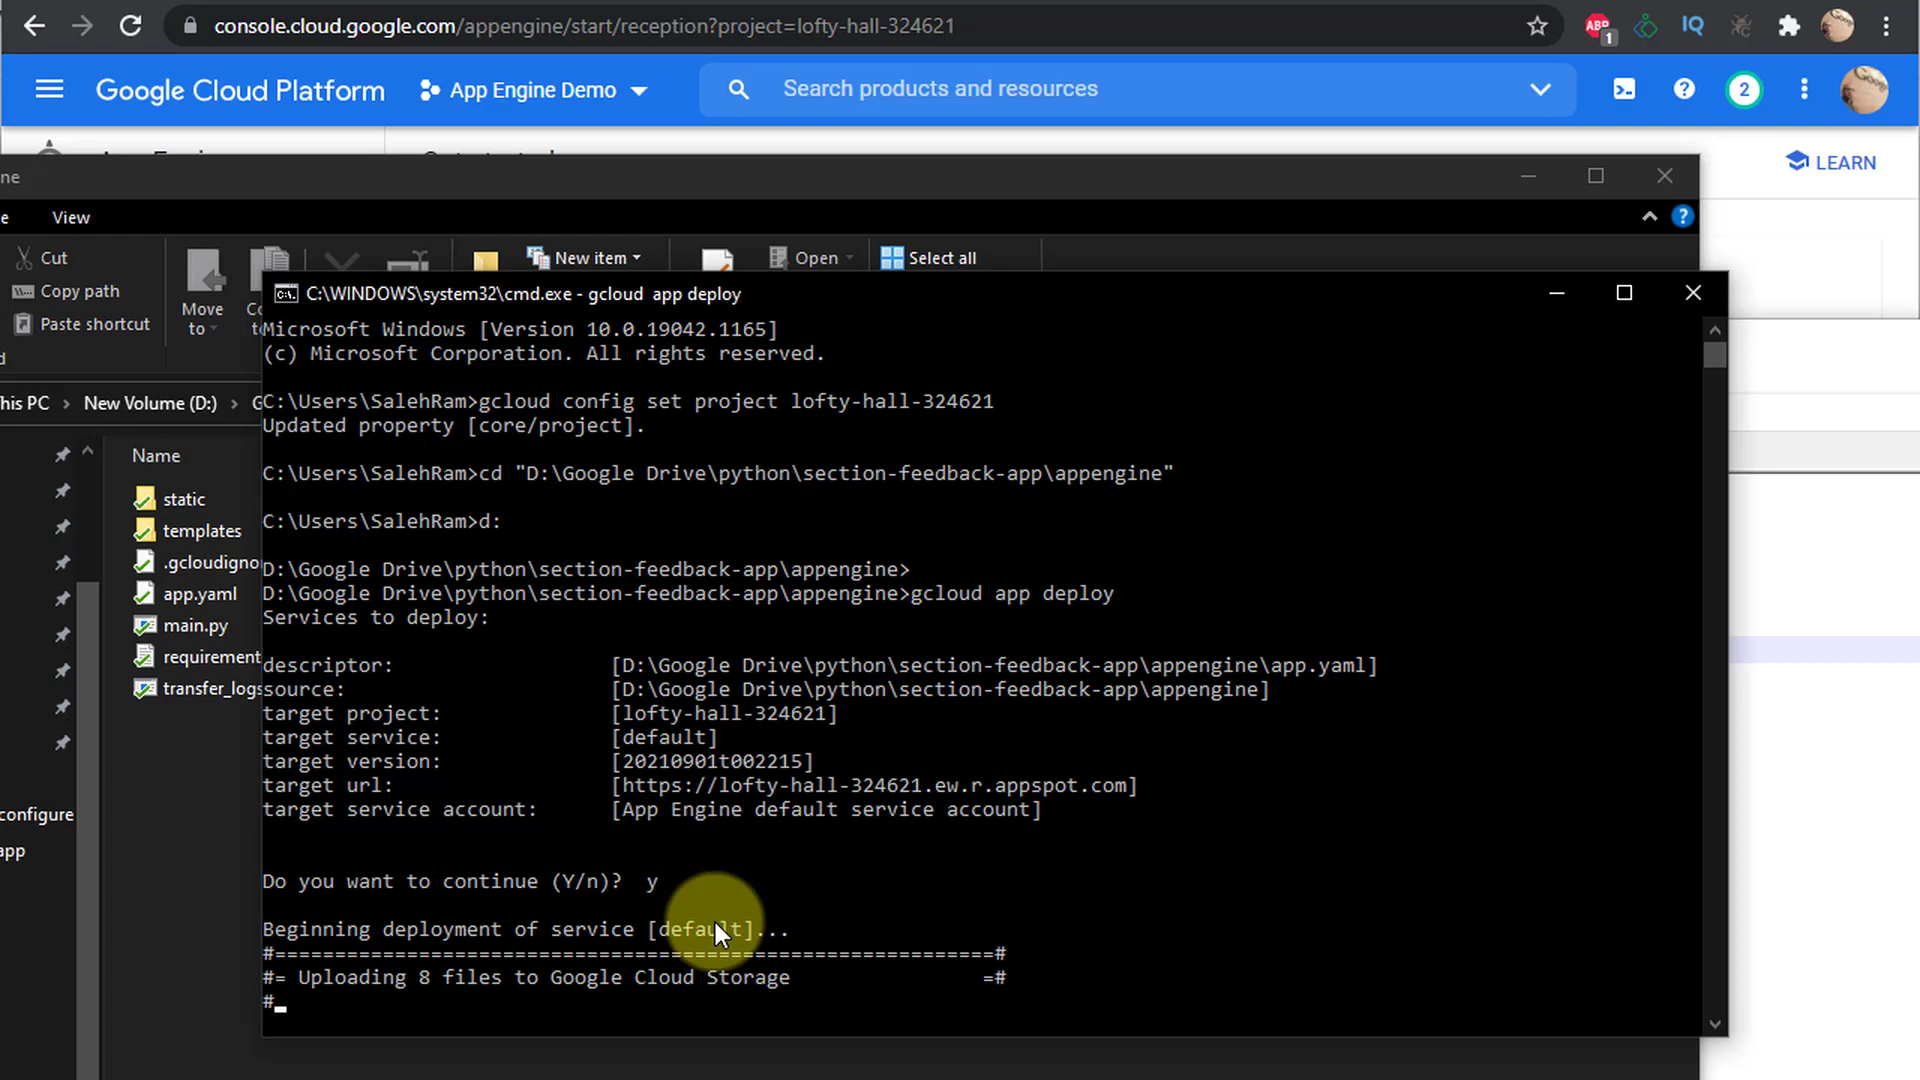 console.cloud.google.com/appengine/start/reception?project=lofty-hall-324621
ABP
1
IQ
Google Cloud Platform
App Engine Demo
Search products and resources
2
LEARN
ne
e
View
Cut
Copy path
Paste shortcut
Move
to
New item
Open
Select all
C:\WINDOWS\system32\cmd.exe - gcloud  app deploy
Microsoft Windows [Version 10.0.19042.1165]
(c) Microsoft Corporation. All rights reserved.
C:\Users\SalehRam>gcloud config set project lofty-hall-324621
Updated property [core/project].
C:\Users\SalehRam>cd "D:\Google Drive\python\section-feedback-app\appengine"
C:\Users\SalehRam>d:
D:\Google Drive\python\section-feedback-app\appengine>
D:\Google Drive\python\section-feedback-app\appengine>gcloud app deploy
Services to deploy:
descriptor: [D:\Google Drive\python\section-feedback-app\appengine\app.yaml]
source: [D:\Google Drive\python\section-feedback-app\appengine]
target project: [lofty-hall-324621]
target service: [default]
target version: [20210901t002215]
target url: [https://lofty-hall-324621.ew.r.appspot.com]
target service account: [App Engine default service account]
Do you want to continue (Y/n)?  y
Beginning deployment of service [default]...
#============================================================#
#= Uploading 8 files to Google Cloud Storage                =#
#
his PC > New Volume (D:) >
Name
static
templates
.gcloudigno
app.yaml
main.py
requirement
transfer_logs
configure
app